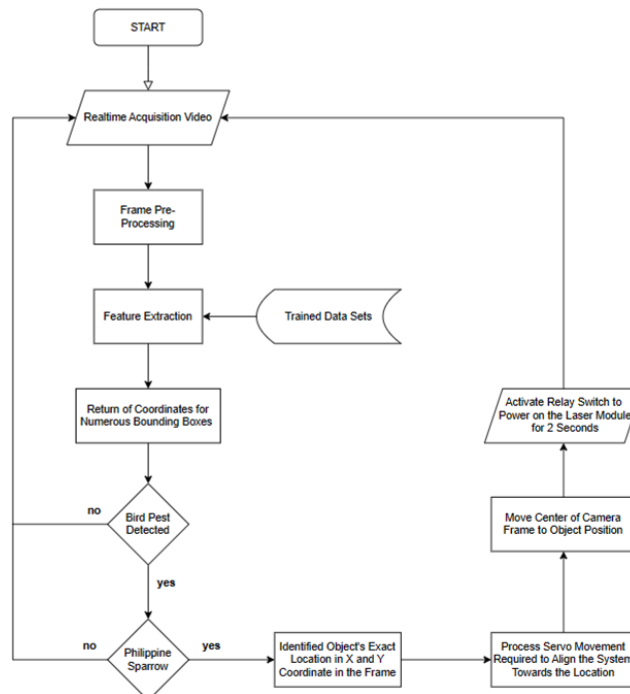 START
Realtime Acquisition Video
Frame Pre-
Processing
Feature Extraction
Trained Data Sets
Return of Coordinates for
Numerous Bounding Boxes
Activate Relay Switch to
Power on the Laser Module
for 2 Seconds
no
Bird Pest
Detected
Move Center of Camera
Frame to Object Position
yes
no
Philippine
Sparrow
yes
Identified Object's Exact
Location in X and Y
Coordinate in the Frame
Process Servo Movement
Required to Align the System
Towards the Location